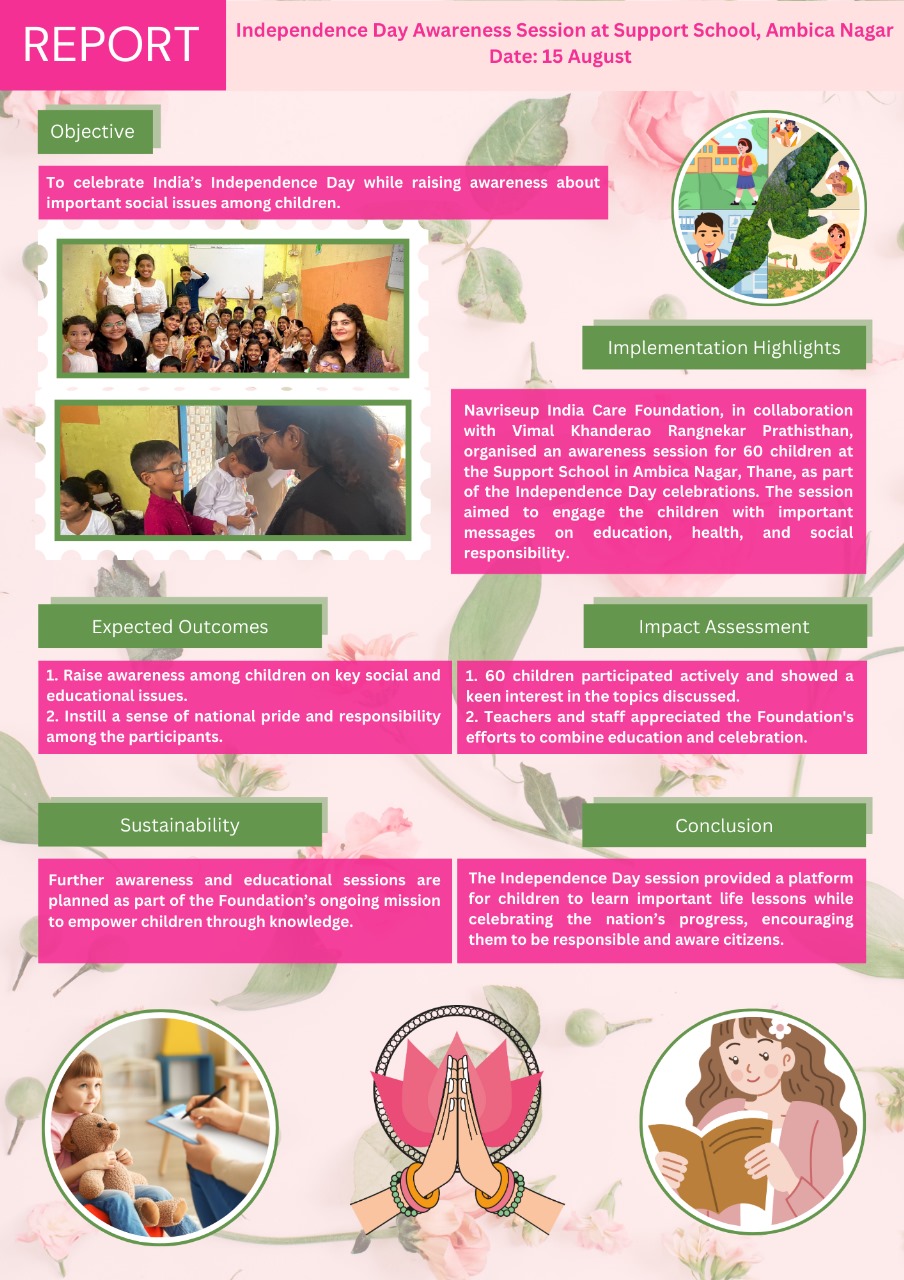 REPORT
Independence Day Awareness Session at Support School, Ambica Nagar
Date: 15 August
Objective
To celebrate India’s Independence Day while raising awareness about
important social issues among children.
Implementation Highlights
Navriseup India Care Foundation, in collaboration
with Vimal Khanderao Rangnekar Prathisthan,
organised an awareness session for 60 children at
the Support School in Ambica Nagar, Thane, as part
of the Independence Day celebrations. The session
aimed to engage the children with important
messages on education, health, and social
responsibility.
Expected Outcomes
1. Raise awareness among children on key social and
educational issues.
2. Instill a sense of national pride and responsibility
among the participants.
Impact Assessment
1. 60 children participated actively and showed a
keen interest in the topics discussed.
2. Teachers and staff appreciated the Foundation's
efforts to combine education and celebration.
Sustainability
Further awareness and educational sessions are
planned as part of the Foundation’s ongoing mission
to empower children through knowledge.
Conclusion
The Independence Day session provided a platform
for children to learn important life lessons while
celebrating the nation’s progress, encouraging
them to be responsible and aware citizens.